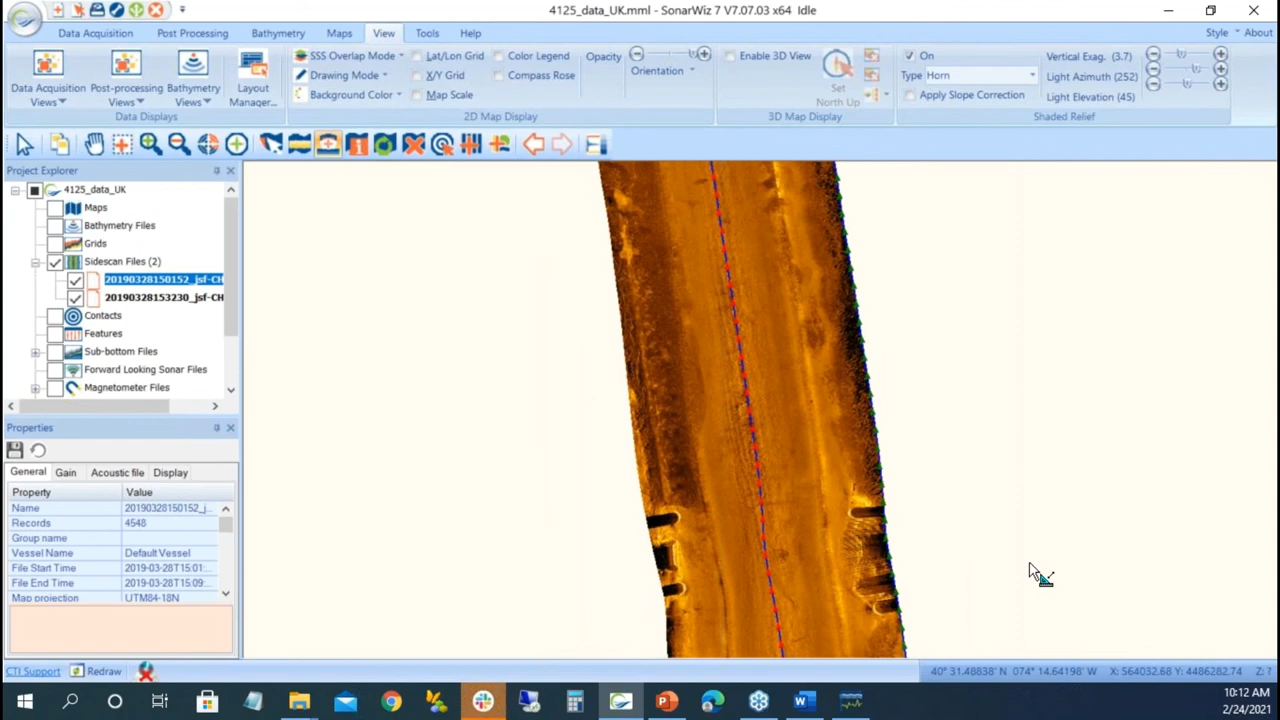 4125_data_UK.mml - SonarWiz 7 V7.07.03 x64 Idle
Data Acquisition Post Processing Bathymetry Maps View Tools Help Style About
SSS Overlap Mode Lat/Lon Grid Color Legend Opacity Enable 3D View On Vertical Exag. (3.7)
Drawing Mode X/Y Grid Compass Rose Orientation Type Horn Light Azimuth (252)
Data Acquisition Views Post-processing Views Bathymetry Views Layout Manager... Background Color Map Scale Set North Up Apply Slope Correction Light Elevation (45)
Data Displays 2D Map Display 3D Map Display Shaded Relief
Project Explorer
4125_data_UK
Maps
Bathymetry Files
Grids
Sidescan Files (2)
20190328150152_jsf-CH
20190328153230_jsf-CH
Contacts
Features
Sub-bottom Files
Forward Looking Sonar Files
Magnetometer Files
Properties
General Gain Acoustic file Display
Property Value
Name 20190328150152_j...
Records 4548
Group name
Vessel Name Default Vessel
File Start Time 2019-03-28T15:01:...
File End Time 2019-03-28T15:09:...
Map projection UTM84-18N
CTI Support Redraw 40° 31.48838' N 074° 14.64198' W X: 564032.68 Y: 4486282.74 Z: ?
10:12 AM
2/24/2021